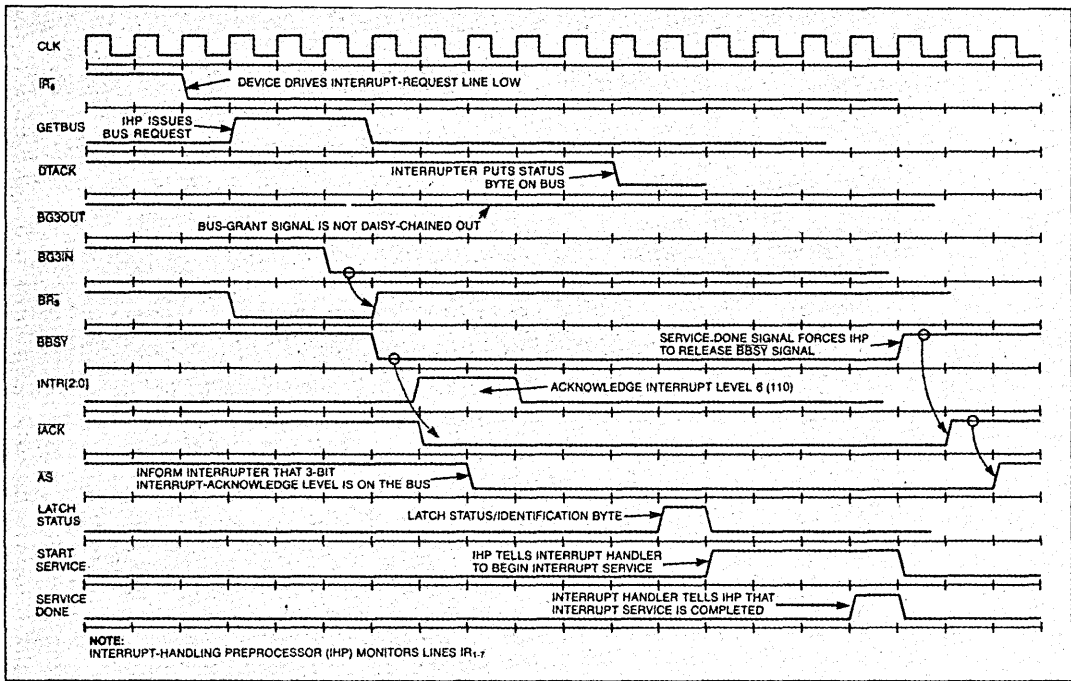 CLK
IR₆
DEVICE DRIVES INTERRUPT-REQUEST LINE LOW
IHP ISSUES
BUS REQUEST
GETBUS
DTACK
INTERRUPTER PUTS STATUS
BYTE ON BUS
BG3OUT
BUS-GRANT SIGNAL IS NOT DAISY-CHAINED OUT
BG3IN
BR₃
BBSY
SERVICE-DONE SIGNAL FORCES IHP
TO RELEASE BBSY SIGNAL
INTR[2:0]
ACKNOWLEDGE INTERRUPT LEVEL 6 (110)
IACK
AS
INFORM INTERRUPTER THAT 3-BIT
INTERRUPT-ACKNOWLEDGE LEVEL IS ON THE BUS
LATCH
STATUS
LATCH STATUS/IDENTIFICATION BYTE
START
SERVICE
IHP TELLS INTERRUPT HANDLER
TO BEGIN INTERRUPT SERVICE
SERVICE
DONE
INTERRUPT HANDLER TELLS IHP THAT
INTERRUPT SERVICE IS COMPLETED
NOTE:
INTERRUPT-HANDLING PREPROCESSOR (IHP) MONITORS LINES IR₁₋₇